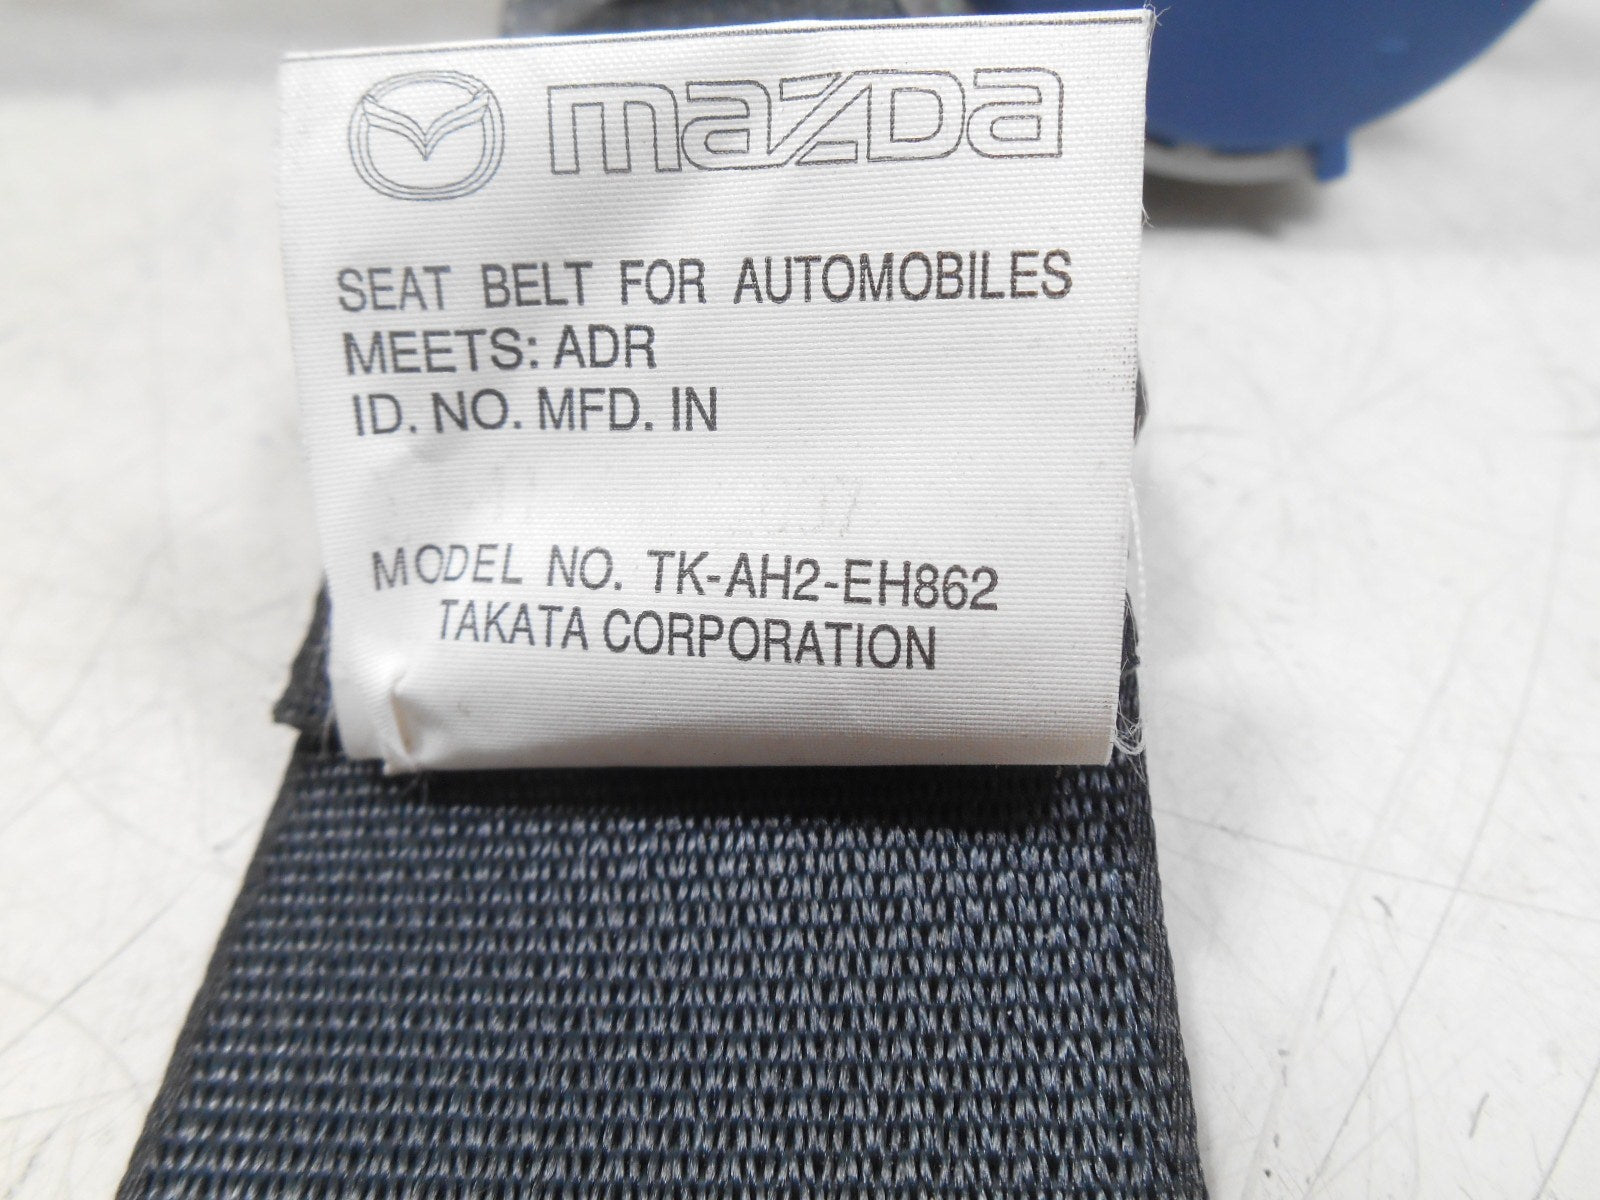 mazda
SEAT BELT FOR AUTOMOBILES
MEETS: ADR
ID. NO. MFD. IN
MODEL NO. TK-AH2-EH862
TAKATA CORPORATION